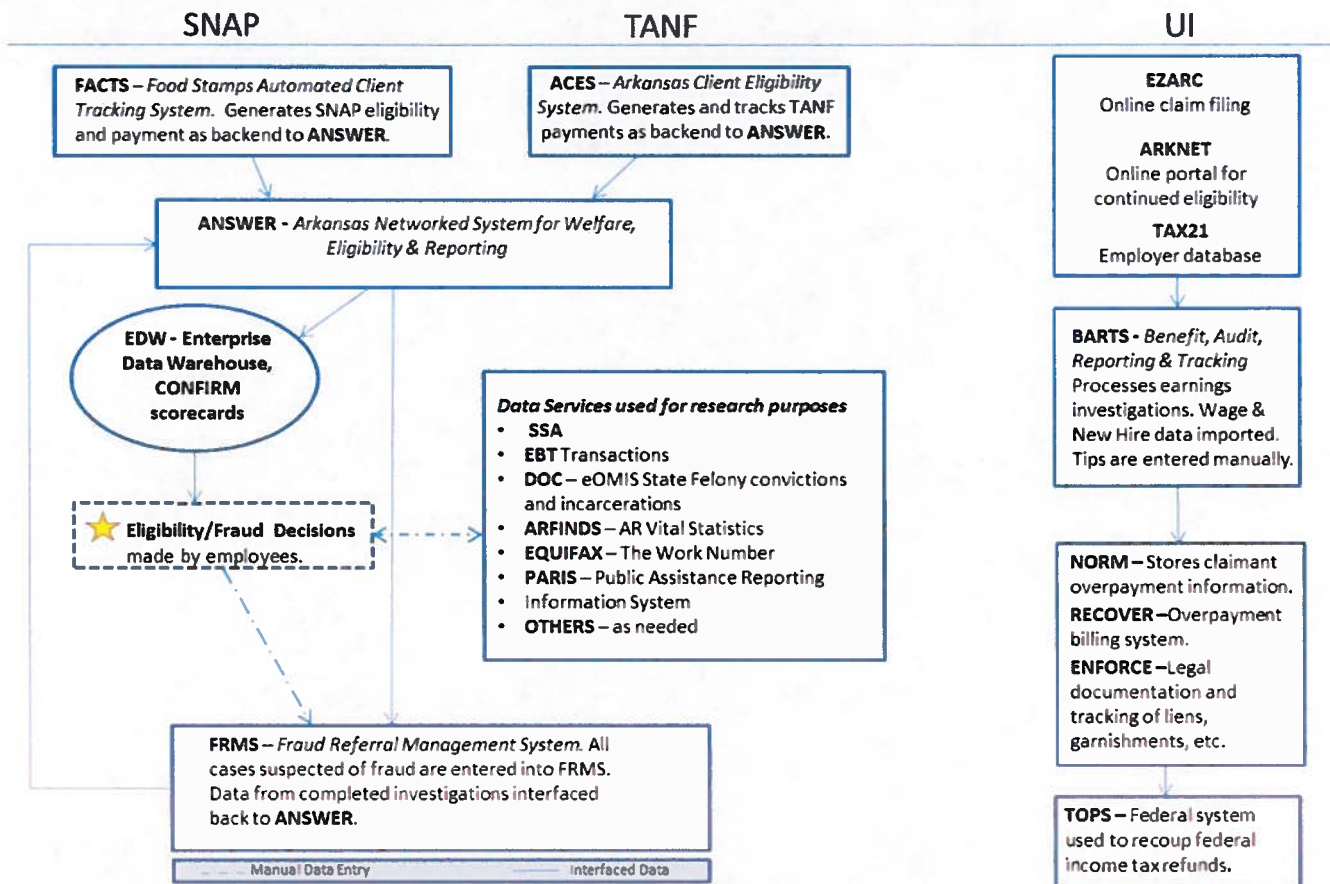 SNAP
TANF
UI
FACTS – Food Stamps Automated Client
Tracking System. Generates SNAP eligibility
and payment as backend to ANSWER.
ACES – Arkansas Client Eligibility
System. Generates and tracks TANF
payments as backend to ANSWER.
EZARC
Online claim filing
ARKNET
Online portal for
continued eligibility
TAX21
Employer database
ANSWER - Arkansas Networked System for Welfare,
Eligibility & Reporting
EDW - Enterprise
Data Warehouse,
CONFIRM
scorecards
BARTS - Benefit, Audit,
Reporting & Tracking
Processes earnings
investigations. Wage &
New Hire data imported.
Tips are entered manually.
Data Services used for research purposes
• SSA
• EBT Transactions
• DOC – eOMIS State Felony convictions
and incarcerations
• ARFINDS – AR Vital Statistics
• EQUIFAX – The Work Number
• PARIS – Public Assistance Reporting
• Information System
• OTHERS – as needed
Eligibility/Fraud Decisions
made by employees.
NORM – Stores claimant
overpayment information.
RECOVER – Overpayment
billing system.
ENFORCE – Legal
documentation and
tracking of liens,
garnishments, etc.
FRMS – Fraud Referral Management System. All
cases suspected of fraud are entered into FRMS.
Data from completed investigations interfaced
back to ANSWER.
TOPS – Federal system
used to recoup federal
income tax refunds.
Manual Data Entry
Interfaced Data